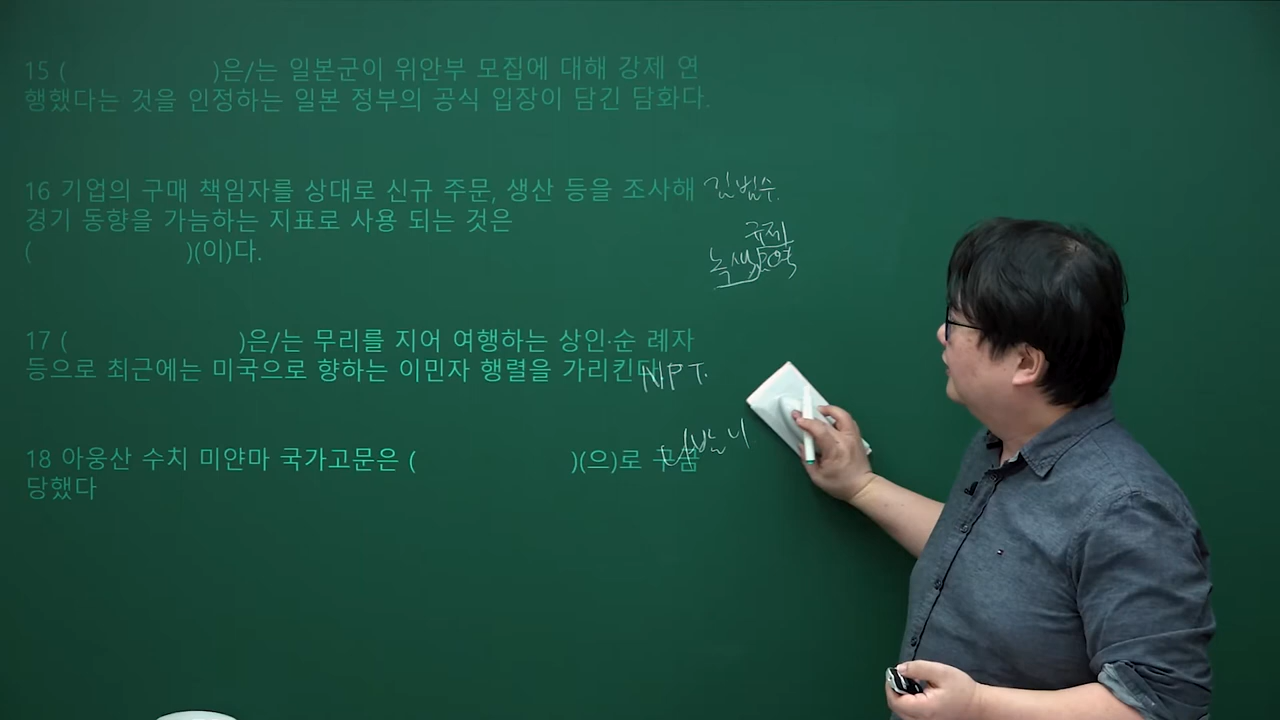 15 (                )은/는 일본군이 위안부 모집에 대해 강제 연
행했다는 것을 인정하는 일본 정부의 공식 입장이 담긴 담화다.
16 기업의 구매 책임자를 상대로 신규 주문, 생산 등을 조사해
김범수.
경기 동향을 가늠하는 지표로 사용 되는 것은
규제
(                )(이)다.
17 (                )은/는 무리를 지어 여행하는 상인·순 례자
등으로 최근에는 미국으로 향하는 이민자 행렬을 가리킨다.
NPT.
18 아웅산 수치 미얀마 국가고문은 (                )(으)로
당했다